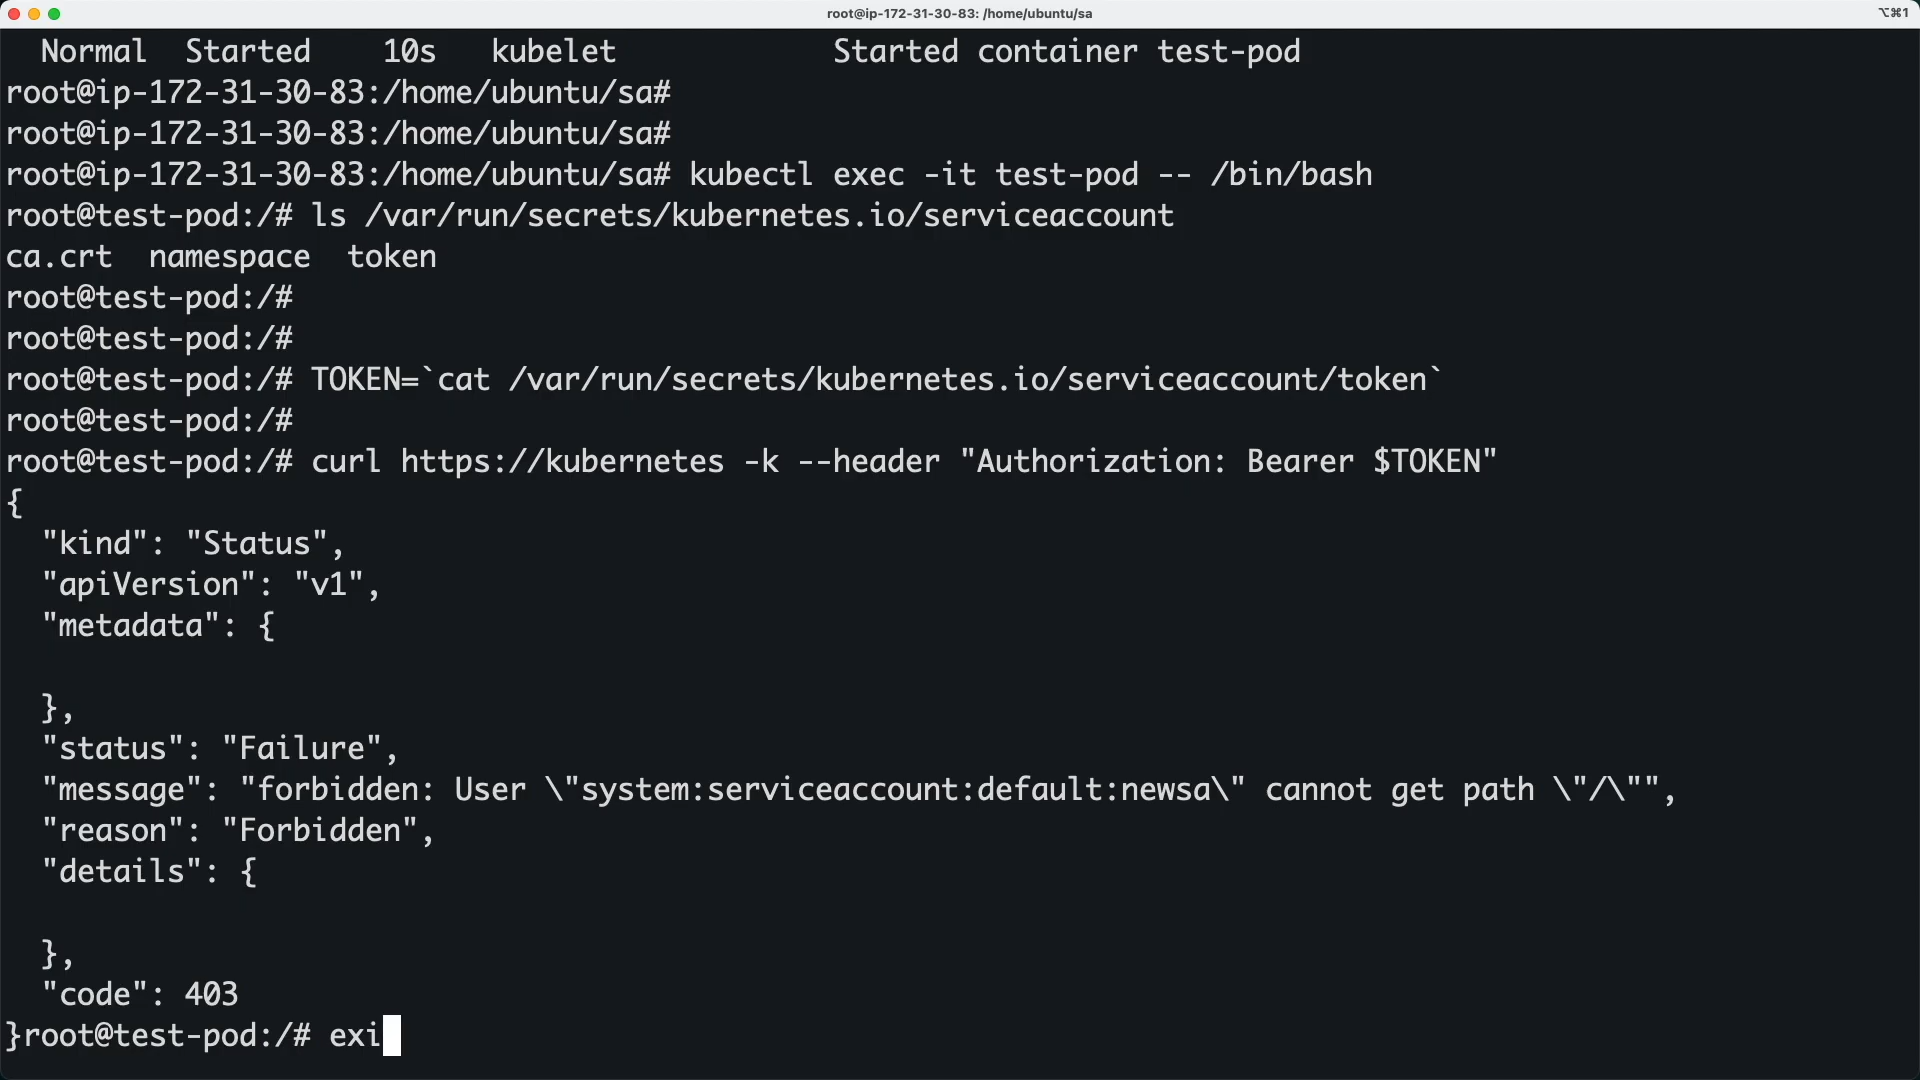 root@ip-172-31-30-83: /home/ubuntu/sa
⌥⌘1
  Normal  Started    10s   kubelet            Started container test-pod
root@ip-172-31-30-83:/home/ubuntu/sa#
root@ip-172-31-30-83:/home/ubuntu/sa#
root@ip-172-31-30-83:/home/ubuntu/sa# kubectl exec -it test-pod -- /bin/bash
root@test-pod:/# ls /var/run/secrets/kubernetes.io/serviceaccount
ca.crt  namespace  token
root@test-pod:/#
root@test-pod:/#
root@test-pod:/# TOKEN=`cat /var/run/secrets/kubernetes.io/serviceaccount/token`
root@test-pod:/#
root@test-pod:/# curl https://kubernetes -k --header "Authorization: Bearer $TOKEN"
{
  "kind": "Status",
  "apiVersion": "v1",
  "metadata": {

  },
  "status": "Failure",
  "message": "forbidden: User \"system:serviceaccount:default:newsa\" cannot get path \"/\"",
  "reason": "Forbidden",
  "details": {

  },
  "code": 403
}root@test-pod:/# exi